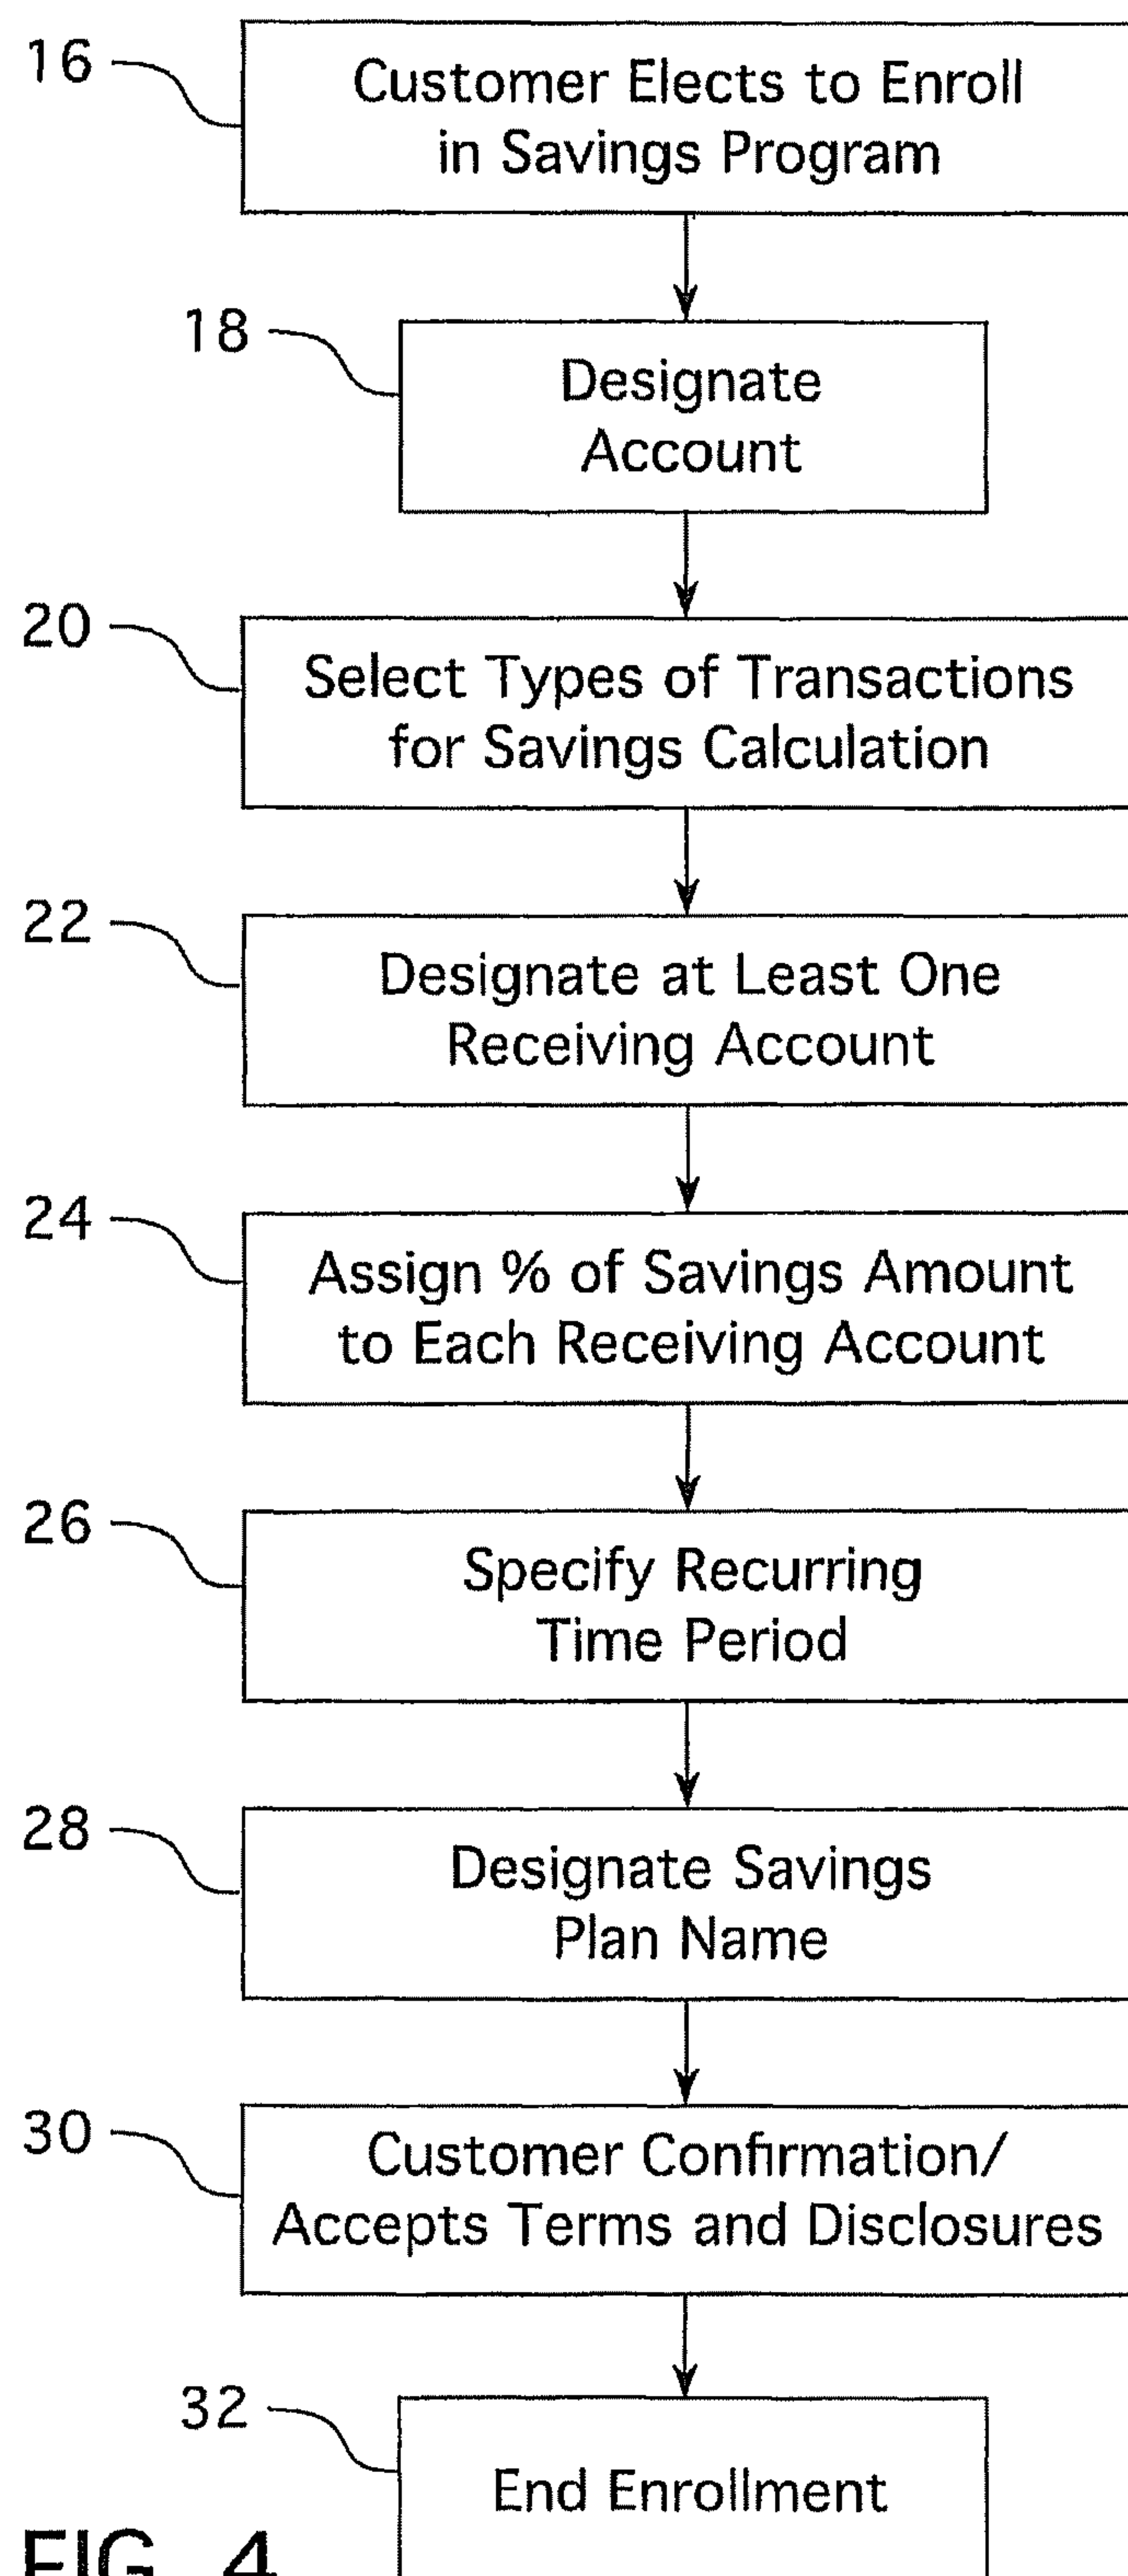 16
Customer Elects to Enroll
in Savings Program
18
Designate
Account
20
Select Types of Transactions
for Savings Calculation
22
Designate at Least One
Receiving Account
24
Assign % of Savings Amount
to Each Receiving Account
26
Specify Recurring
Time Period
28
Designate Savings
Plan Name
30
Customer Confirmation/
Accepts Terms and Disclosures
32
End Enrollment
FIG. 4